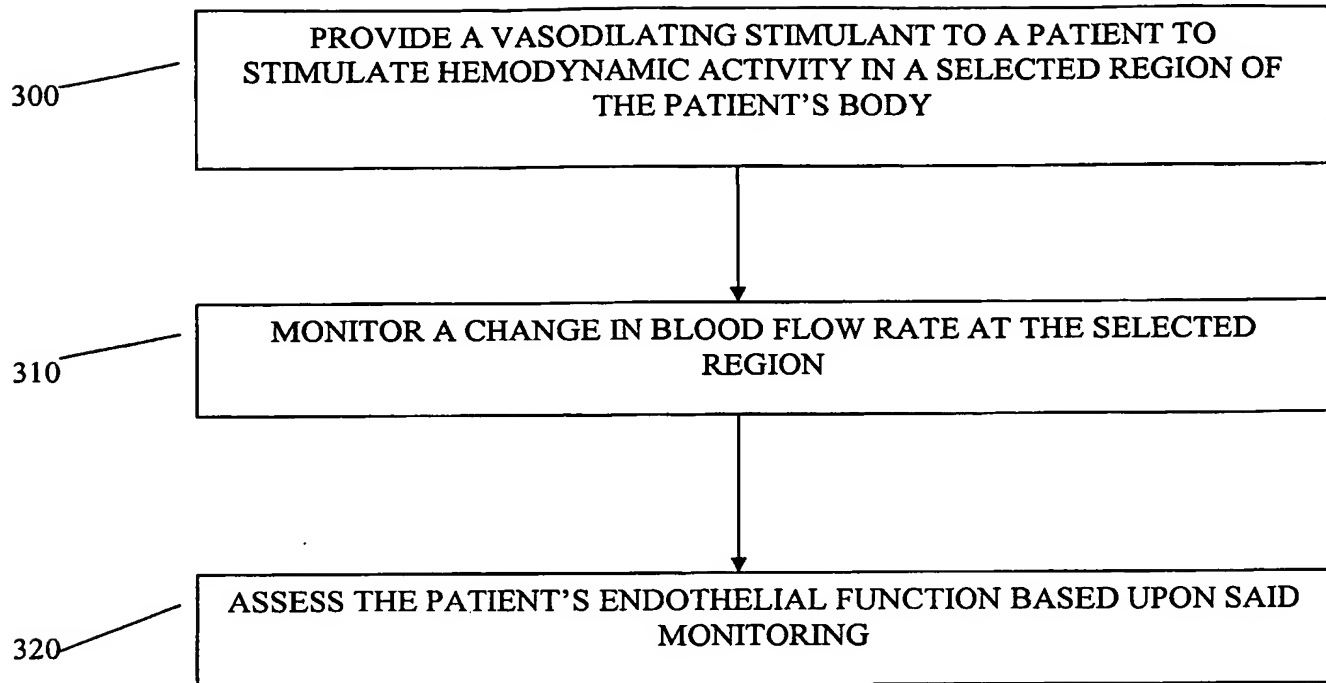 PROVIDE A VASODILATING STIMULANT TO A PATIENT TO
STIMULATE HEMODYNAMIC ACTIVITY IN A SELECTED REGION OF
THE PATIENT'S BODY
300
MONITOR A CHANGE IN BLOOD FLOW RATE AT THE SELECTED
REGION
310
ASSESS THE PATIENT'S ENDOTHELIAL FUNCTION BASED UPON SAID
MONITORING
320